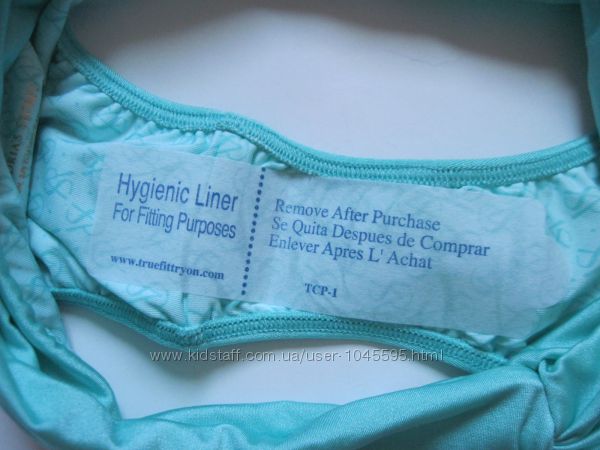 Hygienic Liner
For Fitting Purposes
www.truefittryon.com
Remove After Purchase
Se Quita Despues de Comprar
Enlever Apres L' Achat
TCP-1
www.kidstaff.com.ua/user-1045595.html